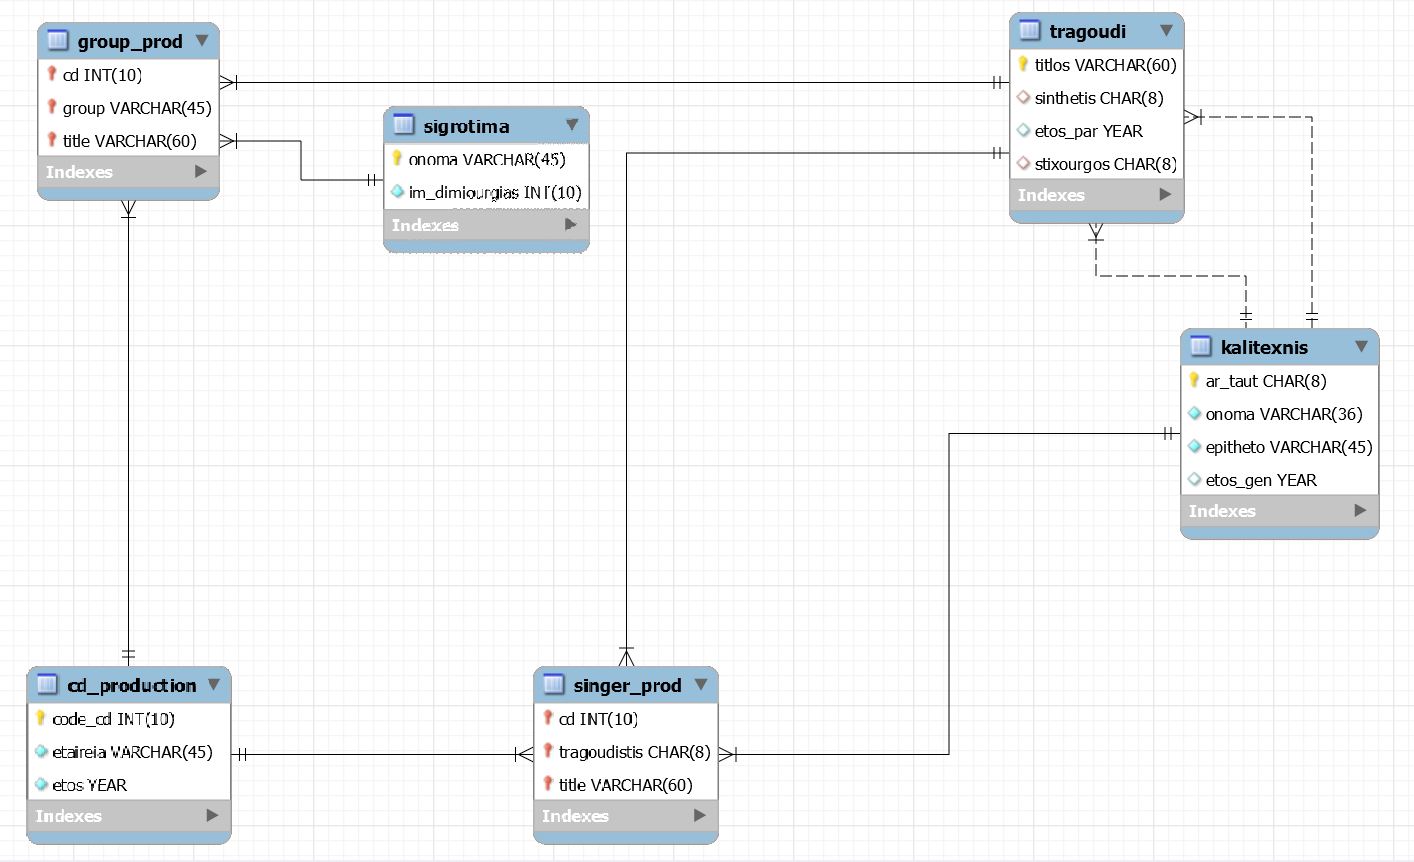 group_prod
cd INT(10)
group VARCHAR(45)
title VARCHAR(60)
Indexes
sigrotima
onoma VARCHAR(45)
im_dimiourgias INT(10)
Indexes
tragoudi
titlos VARCHAR(60)
sinthetis CHAR(8)
etos_par YEAR
stixourgos CHAR(8)
Indexes
kalitexnis
ar_taut CHAR(8)
onoma VARCHAR(36)
epitheto VARCHAR(45)
etos_gen YEAR
Indexes
cd_production
code_cd INT(10)
etaireia VARCHAR(45)
etos YEAR
Indexes
singer_prod
cd INT(10)
tragoudistis CHAR(8)
title VARCHAR(60)
Indexes